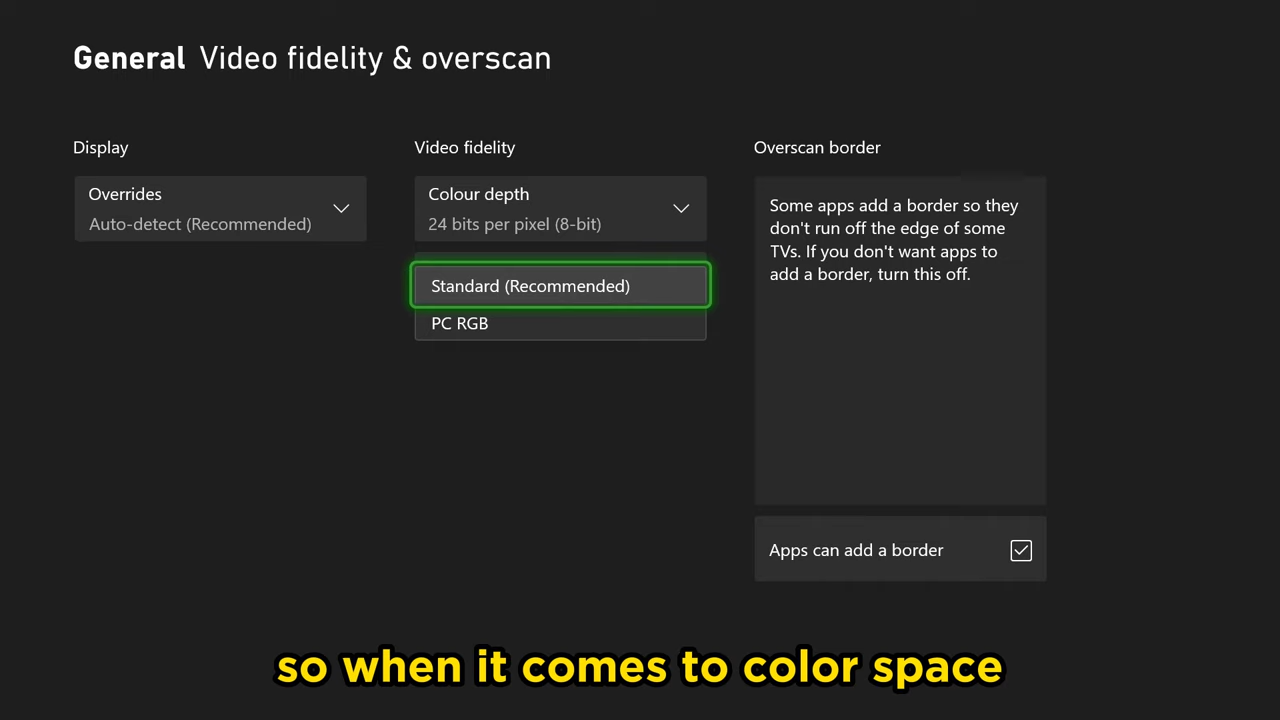 General Video fidelity & overscan
Display
Overrides
Auto-detect (Recommended)
Video fidelity
Colour depth
24 bits per pixel (8-bit)
Standard (Recommended)
PC RGB
Overscan border
Some apps add a border so they
don't run off the edge of some
TVs. If you don't want apps to
add a border, turn this off.
Apps can add a border
so when it comes to color space